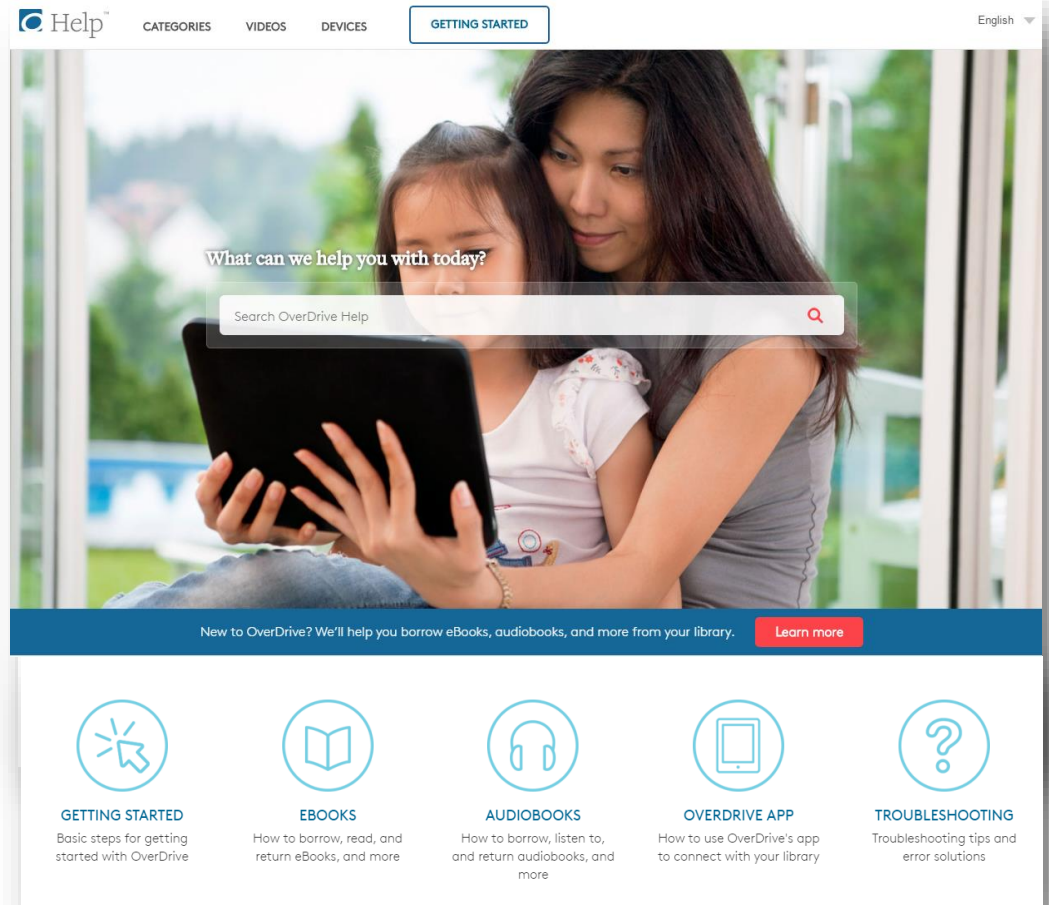 Help™
CATEGORIES
VIDEOS
DEVICES
GETTING STARTED
English
What can we help you with today?
Search OverDrive Help
New to OverDrive? We'll help you borrow eBooks, audiobooks, and more from your library.
Learn more
GETTING STARTED
Basic steps for getting
started with OverDrive
EBOOKS
How to borrow, read, and
return eBooks, and more
AUDIOBOOKS
How to borrow, listen to,
and return audiobooks, and
more
OVERDRIVE APP
How to use OverDrive's app
to connect with your library
TROUBLESHOOTING
Troubleshooting tips and
error solutions